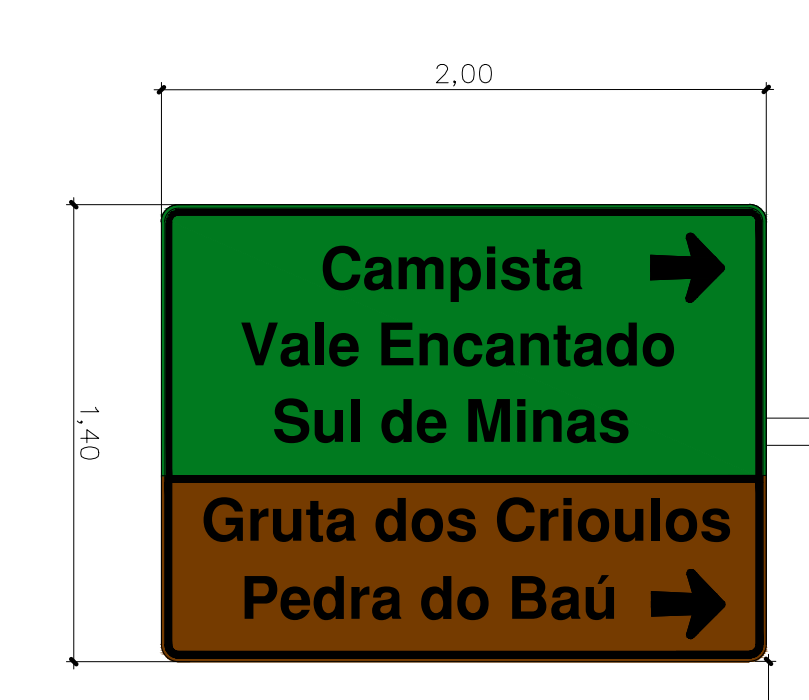 2,00
Campista
Vale Encantado
Sul de Minas
1,40
Gruta dos Crioulos
Pedra do Baú